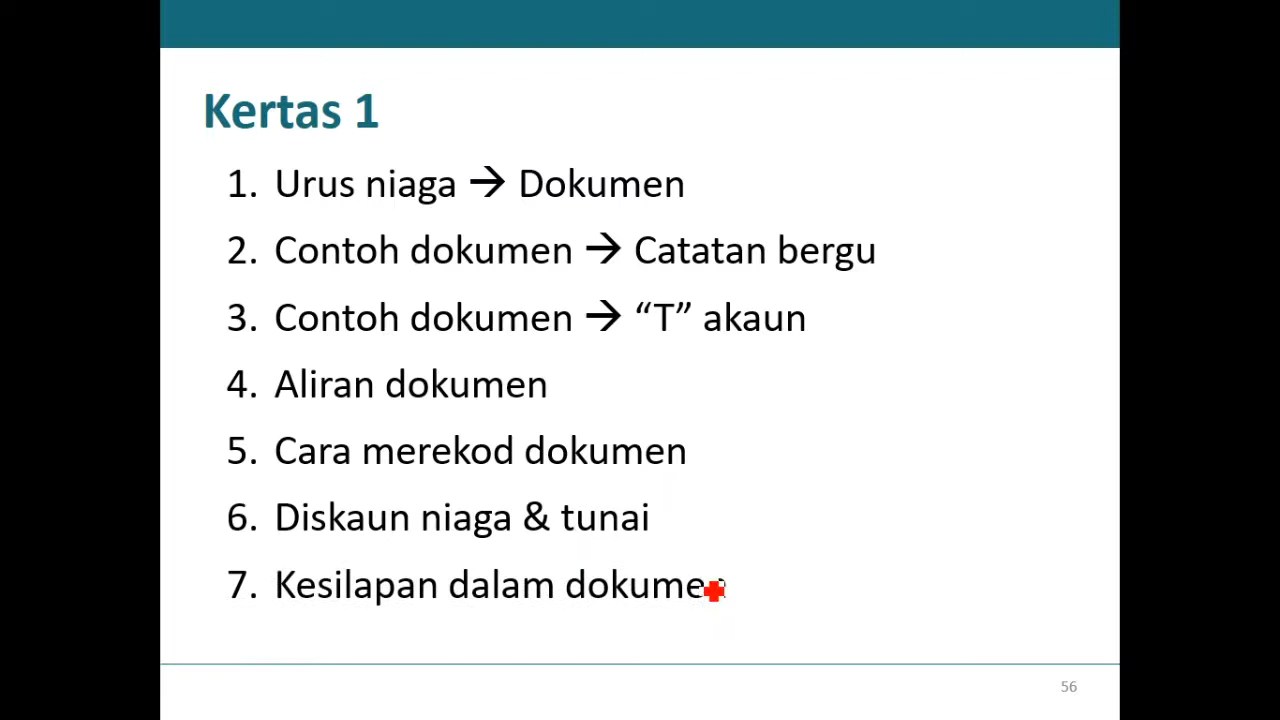 Kertas 1
1. Urus niaga → Dokumen
2. Contoh dokumen → Catatan bergu
3. Contoh dokumen → “T” akaun
4. Aliran dokumen
5. Cara merekod dokumen
6. Diskaun niaga & tunai
7. Kesilapan dalam dokumen
56